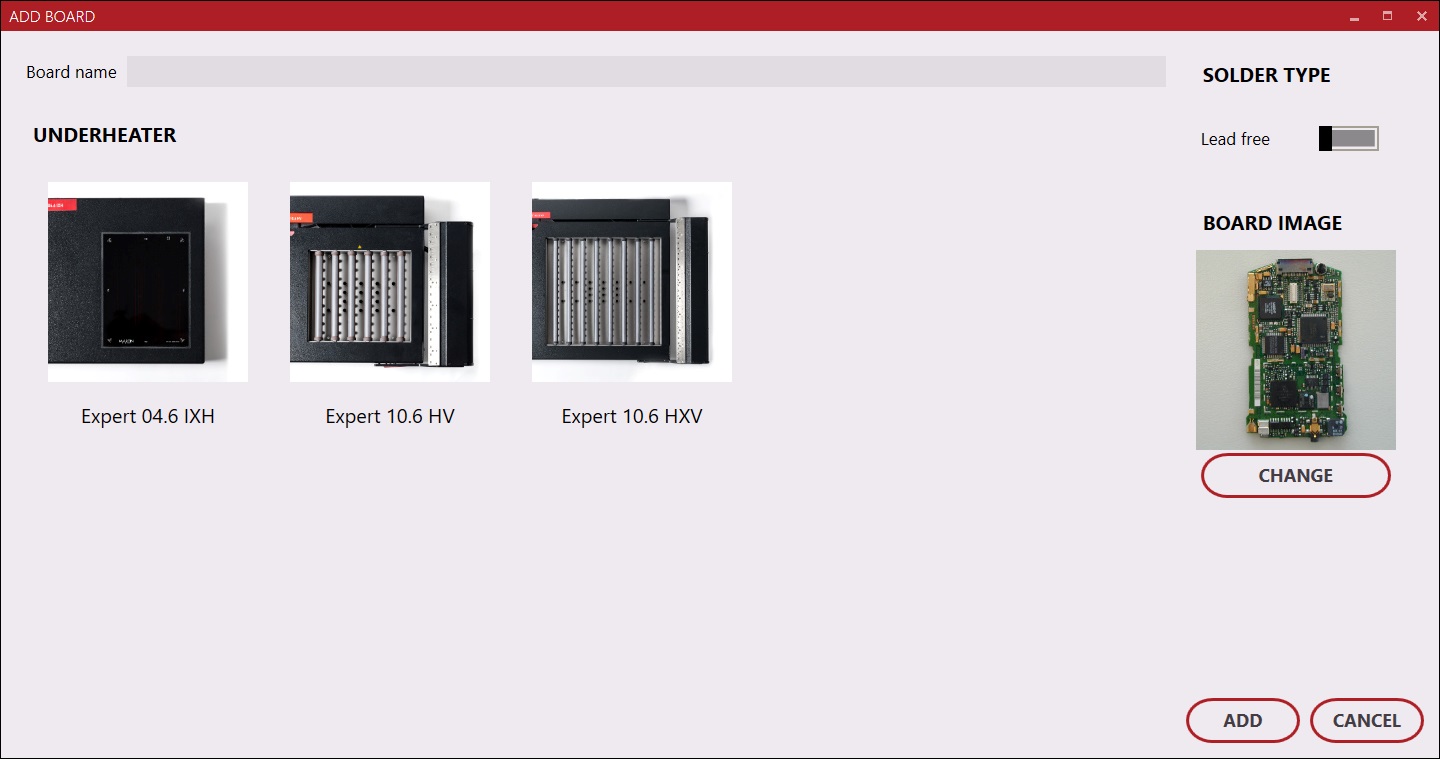 ADD BOARD
Board name
SOLDER TYPE
UNDERHEATER
Lead free
BOARD IMAGE
Expert 04.6 IXH
Expert 10.6 HV
Expert 10.6 HXV
CHANGE
ADD
CANCEL